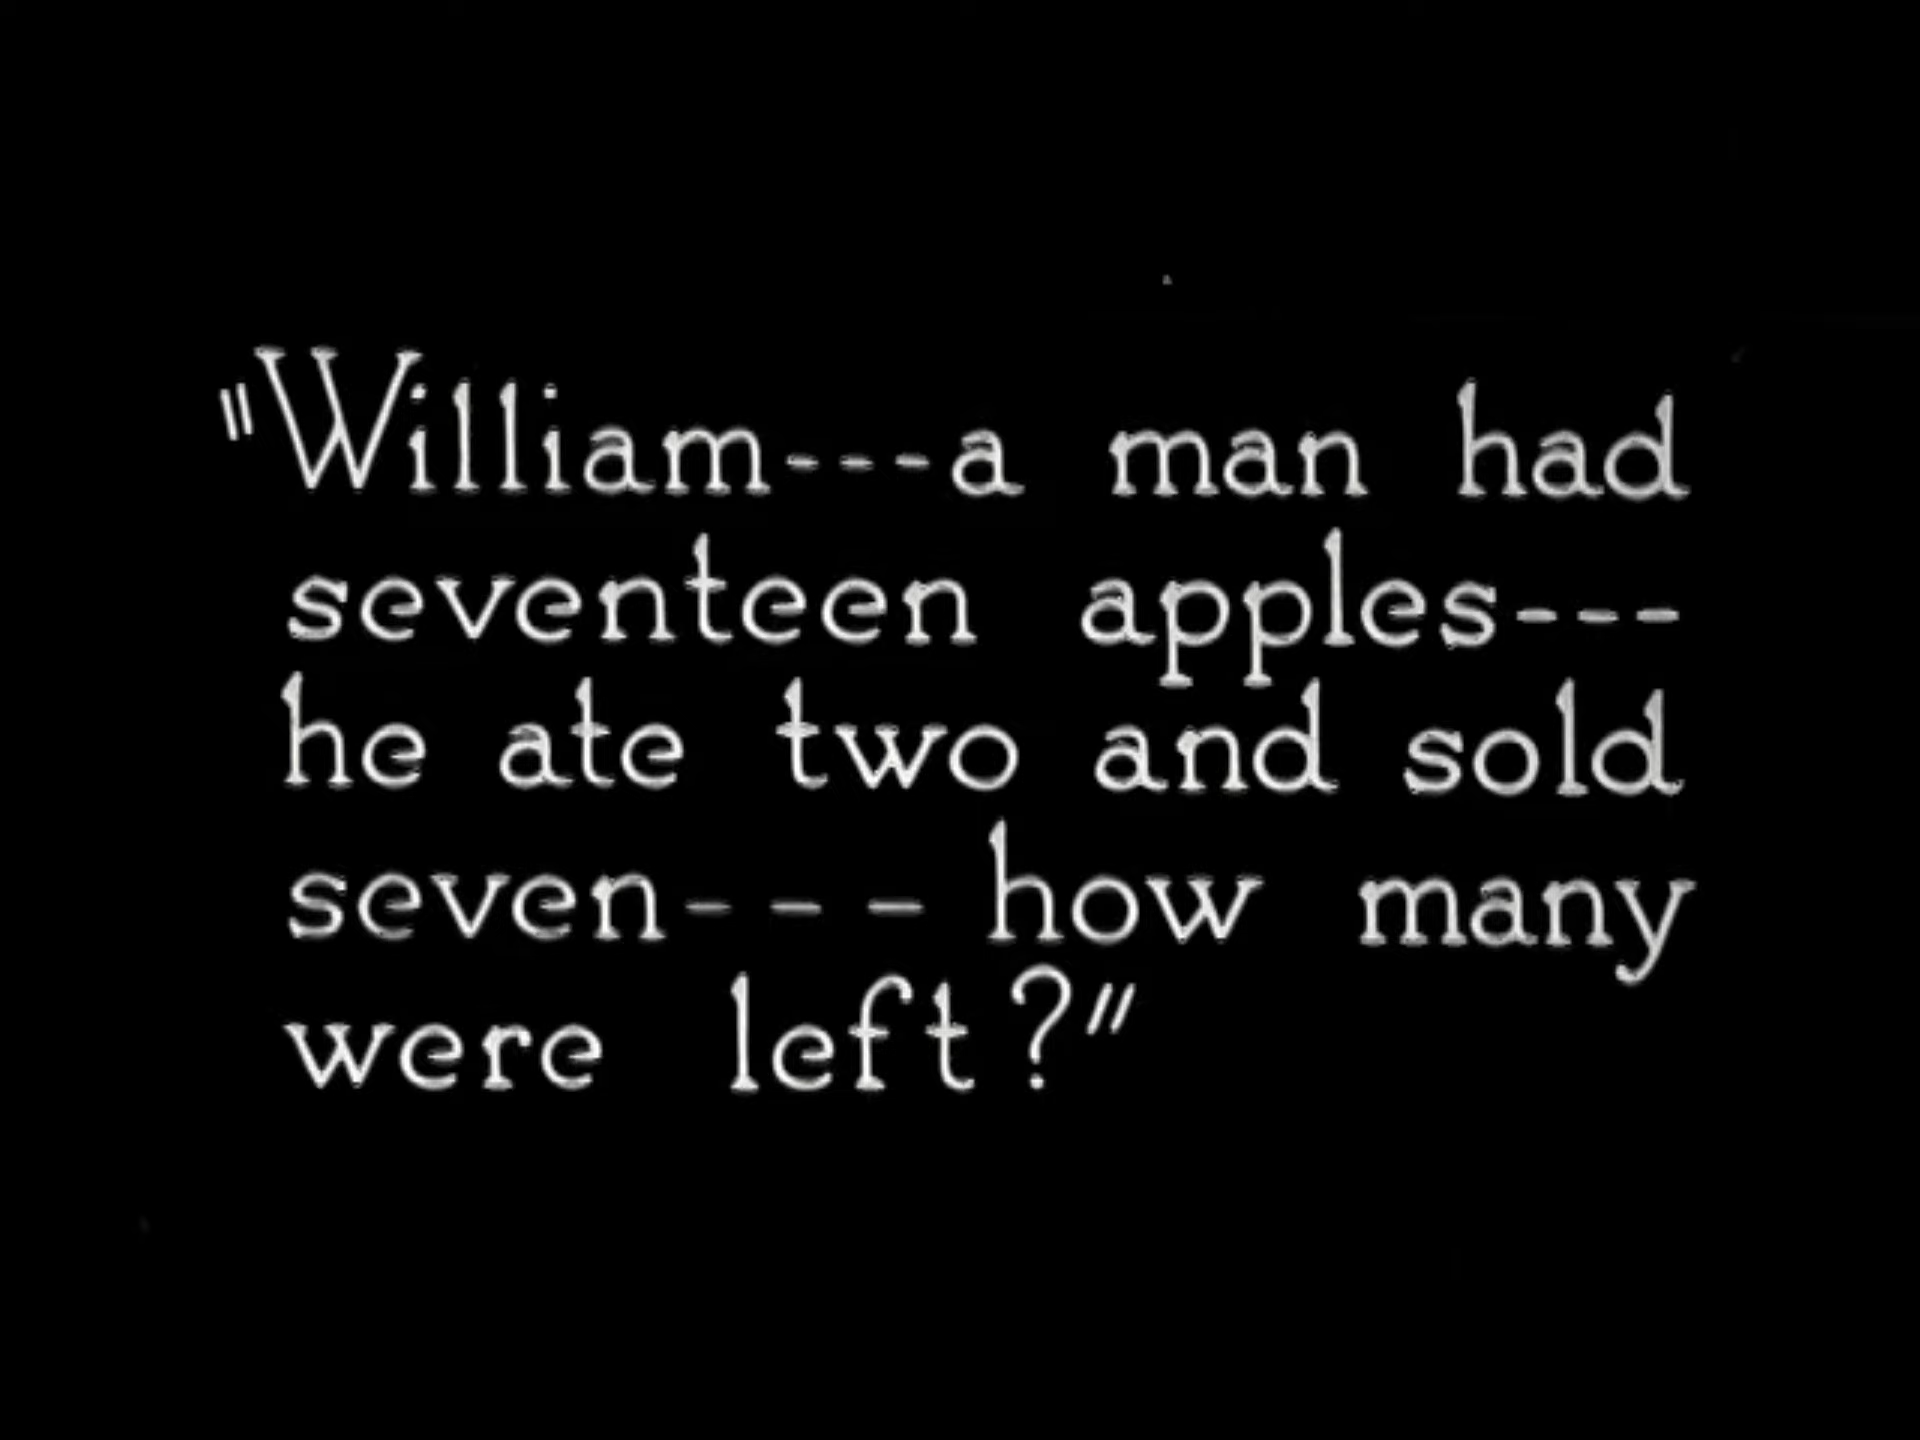 "William---a man had
seventeen apples---
he ate two and sold
seven--- how many
were left?"